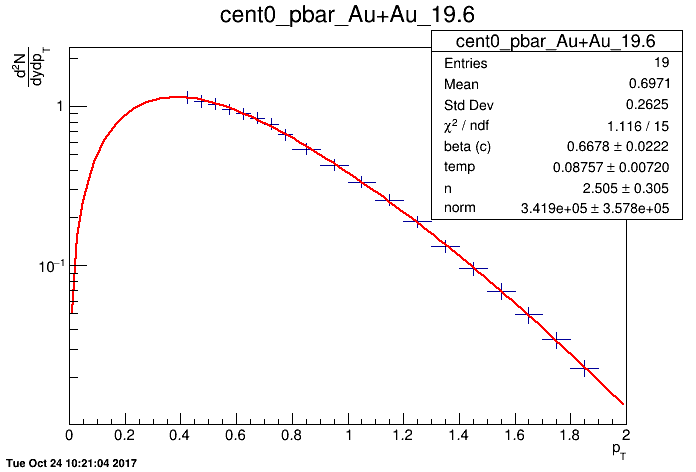 cent0_pbar_Au+Au_19.6
cent0_pbar_Au+Au_19.6
Entries 19
Mean 0.6971
Std Dev 0.2625
χ² / ndf 1.116 / 15
beta (c) 0.6678 ± 0.0222
temp 0.08757 ± 0.00720
n 2.505 ± 0.305
norm 3.419e+05 ± 3.578e+05
d²N
dydp_T
1
10⁻¹
0 0.2 0.4 0.6 0.8 1 1.2 1.4 1.6 1.8 2
p_T
Tue Oct 24 10:21:04 2017